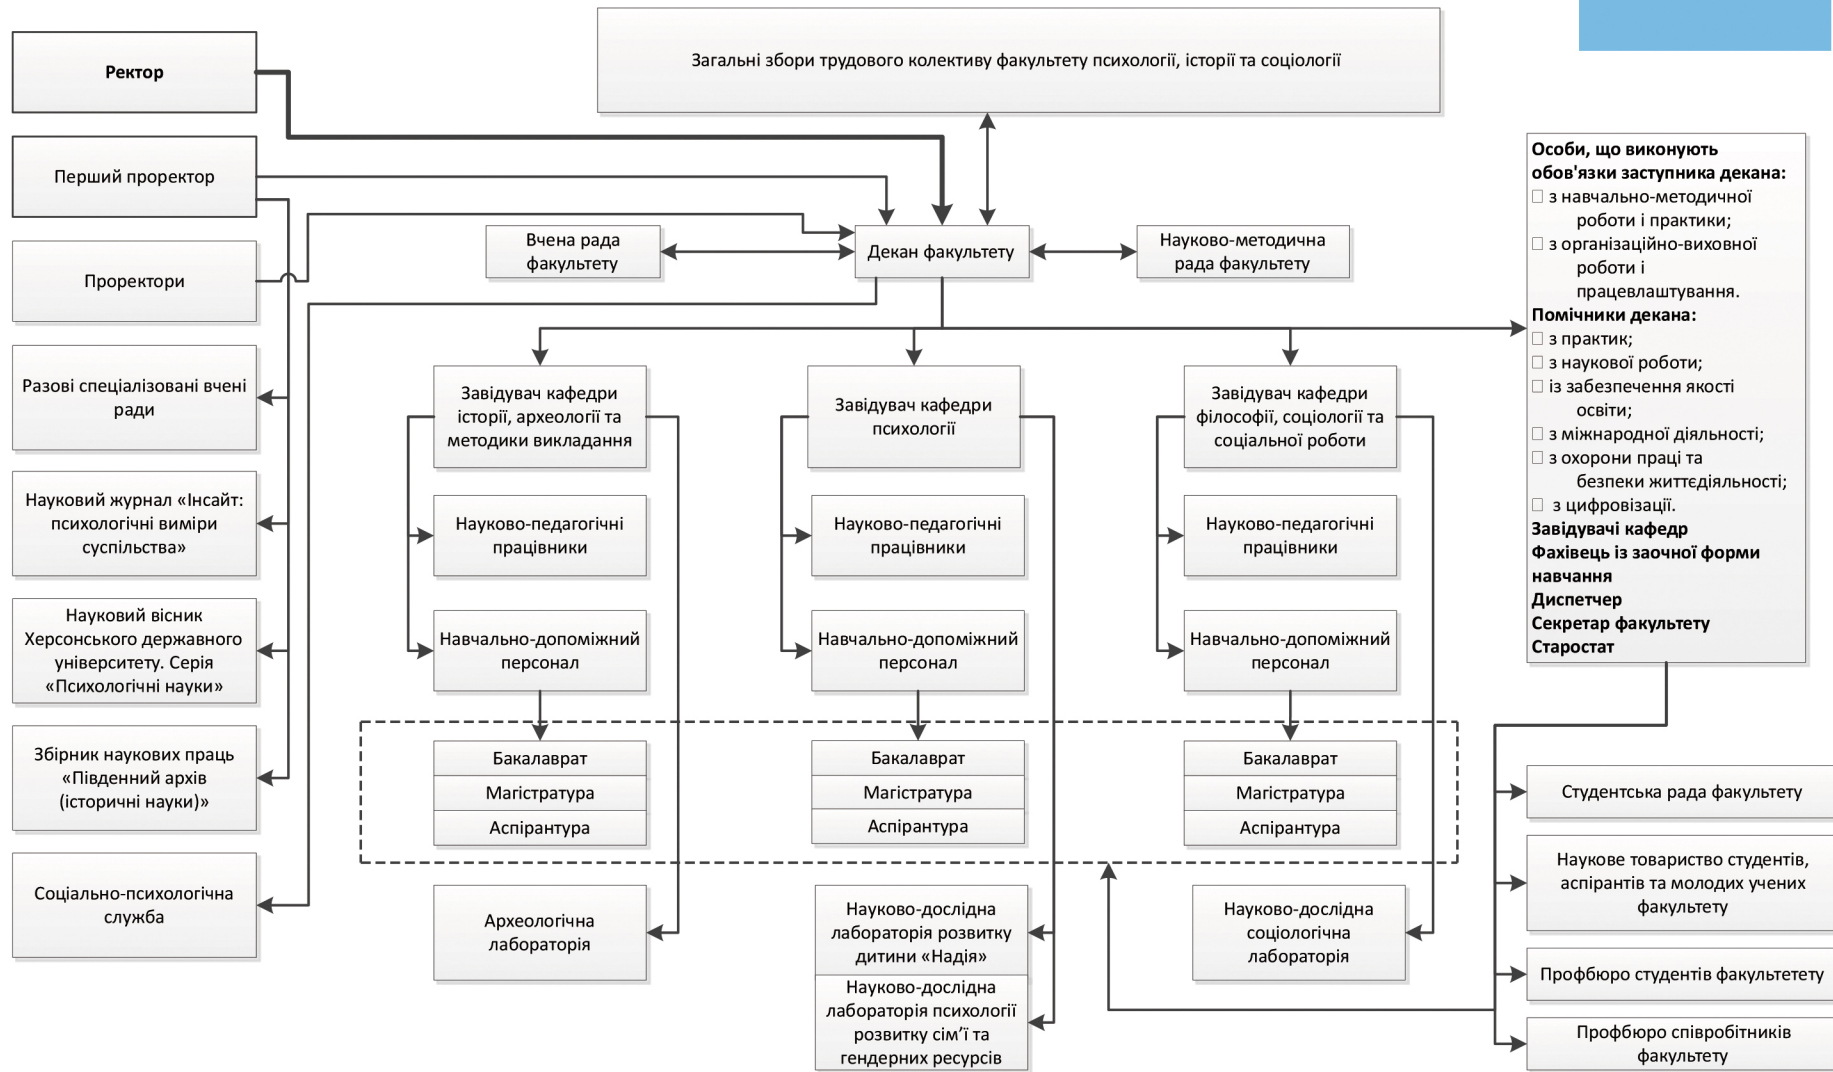 Ректор
Загальні збори трудового колективу факультету психології, історії та соціології
Перший проректор
Проректори
Разові спеціалізовані вчені
ради
Науковий журнал «Інсайт:
психологічні виміри
суспільства»
Науковий вісник
Херсонського державного
університету. Серія
«Психологічні науки»
Збірник наукових праць
«Південний архів
(історичні науки)»
Соціально-психологічна
служба
Вчена рада
факультету
Декан факультету
Науково-методична
рада факультету
Завідувач кафедри
історії, археології та
методики викладання
Науково-педагогічні
працівники
Навчально-допоміжний
персонал
Бакалаврат
Магістратура
Аспірантура
Археологічна
лабораторія
Завідувач кафедри
психології
Науково-педагогічні
працівники
Навчально-допоміжний
персонал
Бакалаврат
Магістратура
Аспірантура
Науково-дослідна
лабораторія розвитку
дитини «Надія»
Науково-дослідна
лабораторія психології
розвитку сім’ї та
гендерних ресурсів
Завідувач кафедри
філософії, соціології та
соціальної роботи
Науково-педагогічні
працівники
Навчально-допоміжний
персонал
Бакалаврат
Магістратура
Аспірантура
Науково-дослідна
соціологічна
лабораторія
Особи, що виконують
обов'язки заступника декана:
□ з навчально-методичної
роботи і практики;
□ з організаційно-виховної
роботи і
працевлаштування.
Помічники декана:
□ з практик;
□ з наукової роботи;
□ із забезпечення якості
освіти;
□ з міжнародної діяльності;
□ з охорони праці та
безпеки життєдіяльності;
□ з цифровізації.
Завідувачі кафедр
Фахівець із заочної форми
навчання
Диспетчер
Секретар факультету
Старостат
Студентська рада факультету
Наукове товариство студентів,
аспірантів та молодих учених
факультету
Профбюро студентів факультетету
Профбюро співробітників
факультету